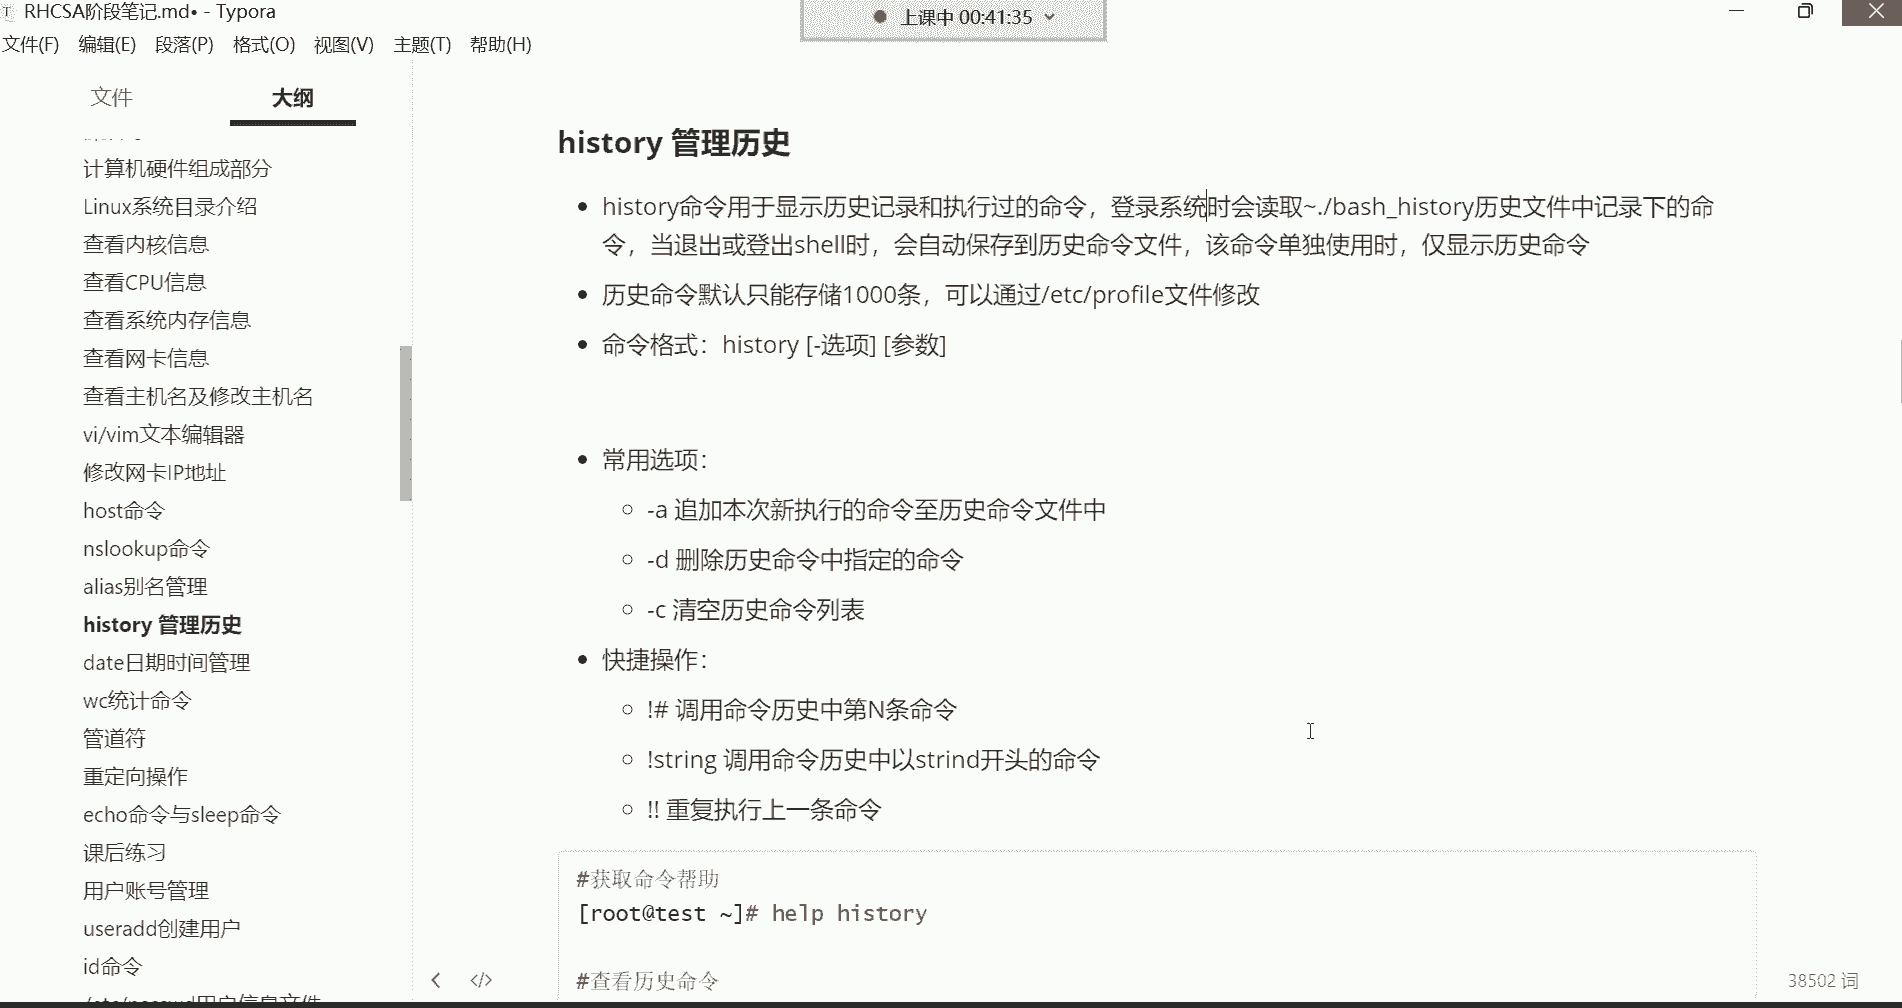 RHCSA阶段笔记.md• - Typora
上课中 00:41:35
文件(F) 编辑(E) 段落(P) 格式(O) 视图(V) 主题(T) 帮助(H)
文件 大纲
计算机硬件组成部分
Linux系统目录介绍
查看内核信息
查看CPU信息
查看系统内存信息
查看网卡信息
查看主机名及修改主机名
vi/vim文本编辑器
修改网卡IP地址
host命令
nslookup命令
alias别名管理
history 管理历史
date日期时间管理
wc统计命令
管道符
重定向操作
echo命令与sleep命令
课后练习
用户账号管理
useradd创建用户
id命令
/etc/passwd用户信息文件
history 管理历史
history命令用于显示历史记录和执行过的命令，登录系统时会读取~./bash_history历史文件中记录下的命
令，当退出或登出shell时，会自动保存到历史命令文件，该命令单独使用时，仅显示历史命令
历史命令默认只能存储1000条，可以通过/etc/profile文件修改
命令格式：history [-选项] [参数]
常用选项：
-a 追加本次新执行的命令至历史命令文件中
-d 删除历史命令中指定的命令
-c 清空历史命令列表
快捷操作：
!# 调用命令历史中第N条命令
!string 调用命令历史中以strind开头的命令
!! 重复执行上一条命令
#获取命令帮助
[root@test ~]# help history
#查看历史命令
38502 词